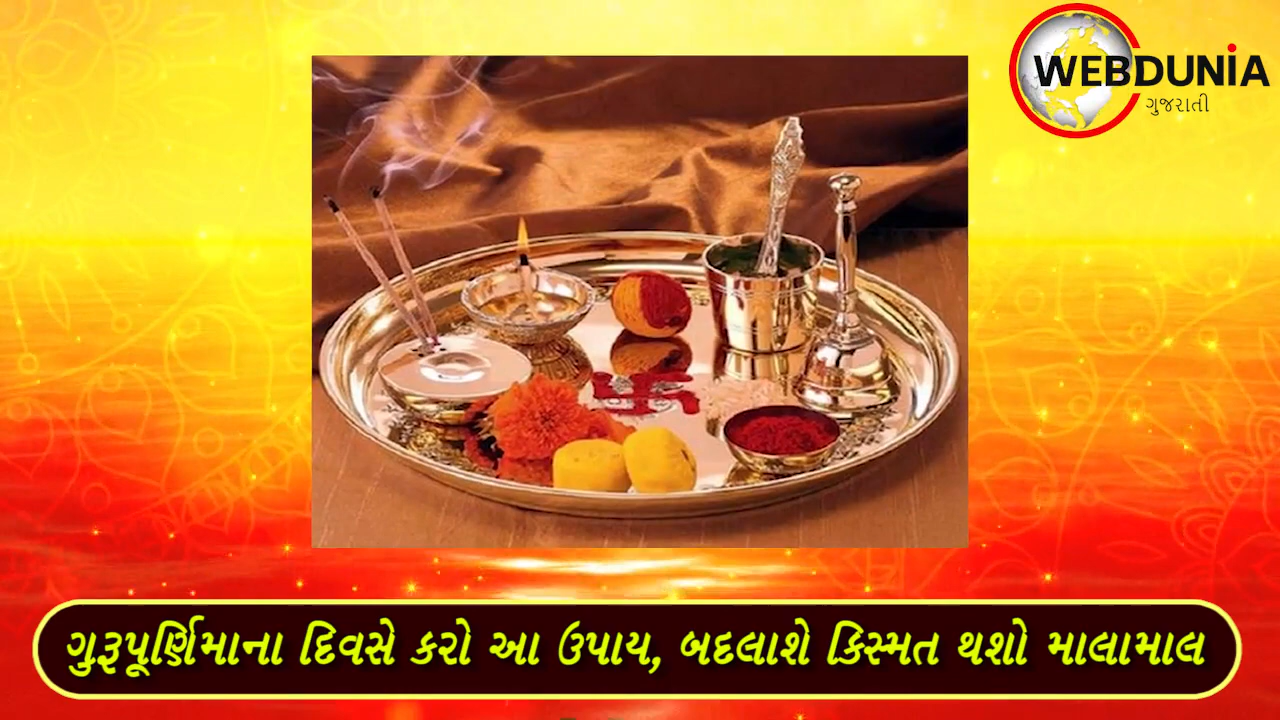 WEBDUNIA
ગુજરાતી
ગુરૂપૂર્ણિમાના દિવસે કરો આ ઉપાય, બદલાશે કિસ્મત થશો માલામાલ